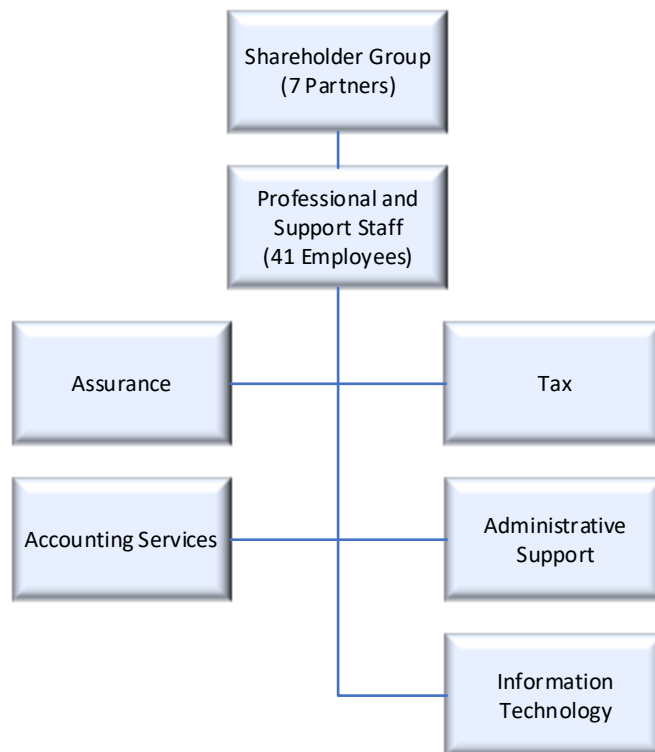 Shareholder Group
(7 Partners)
Professional and
Support Staff
(41 Employees)
Assurance
Tax
Accounting Services
Administrative
Support
Information
Technology